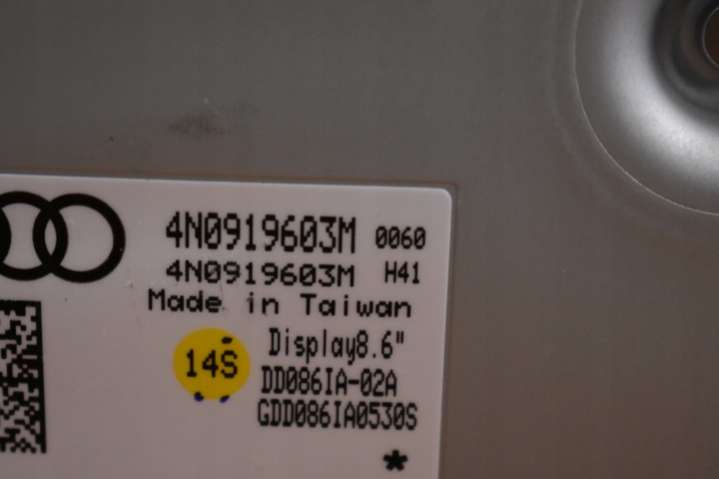 4N0919603M 0060
4N0919603M H41
Made in Taiwan
Display8.6"
14S
DD086IA-02A
GDD086IA0530S
*